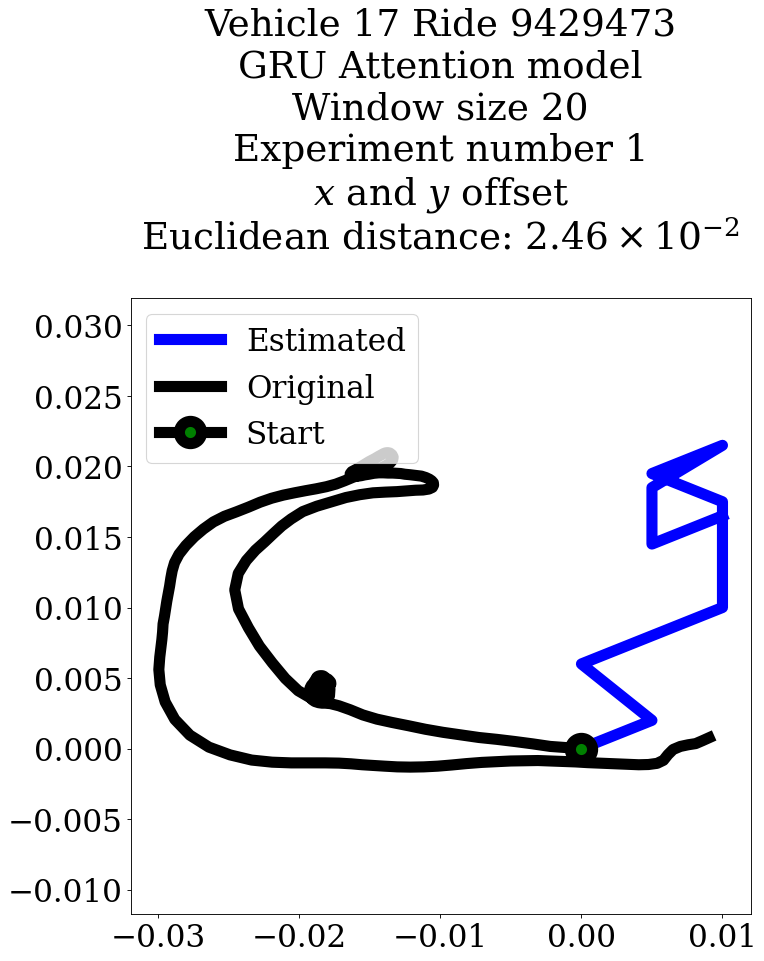 Vehicle 17 Ride 9429473
GRU Attention model
Window size 20
Experiment number 1
x and y offset
Euclidean distance: 2.46 × 10⁻²
Estimated
Original
Start
0.030
0.025
0.020
0.015
0.010
0.005
0.000
−0.005
−0.010
−0.03 −0.02 −0.01 0.00 0.01